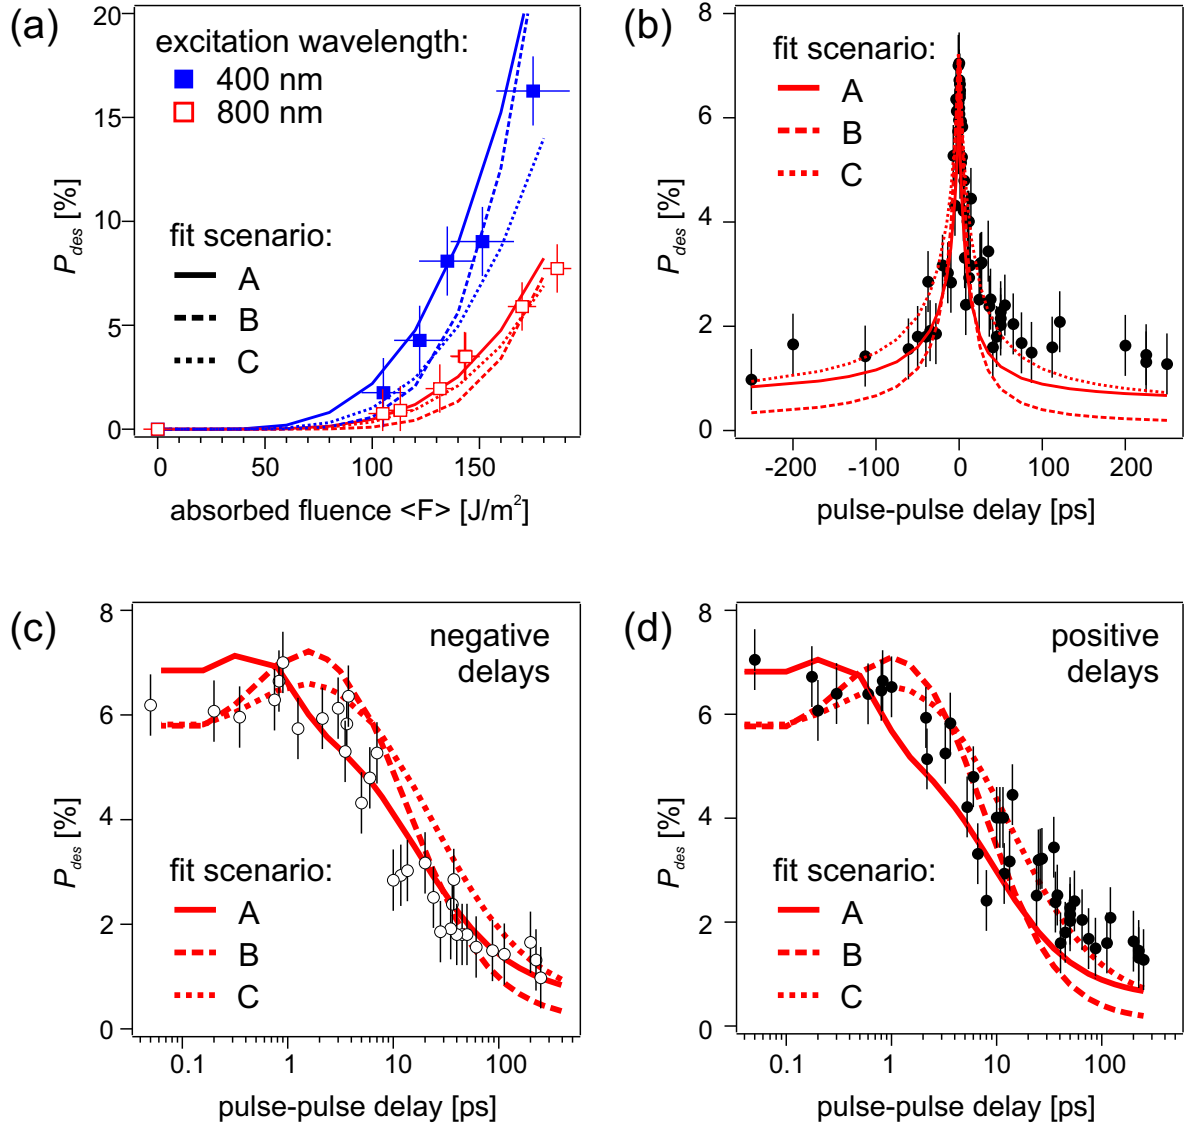 (a)
20
15
10
5
0
P_des [%]
excitation wavelength:
400 nm
800 nm
fit scenario:
A
B
C
0 50 100 150
absorbed fluence <F> [J/m²]
(b)
8
6
4
2
0
P_des [%]
fit scenario:
A
B
C
-200 -100 0 100 200
pulse-pulse delay [ps]
(c)
8
6
4
2
0
P_des [%]
negative
delays
fit scenario:
A
B
C
0.1 1 10 100
pulse-pulse delay [ps]
(d)
8
6
4
2
0
P_des [%]
positive
delays
fit scenario:
A
B
C
0.1 1 10 100
pulse-pulse delay [ps]